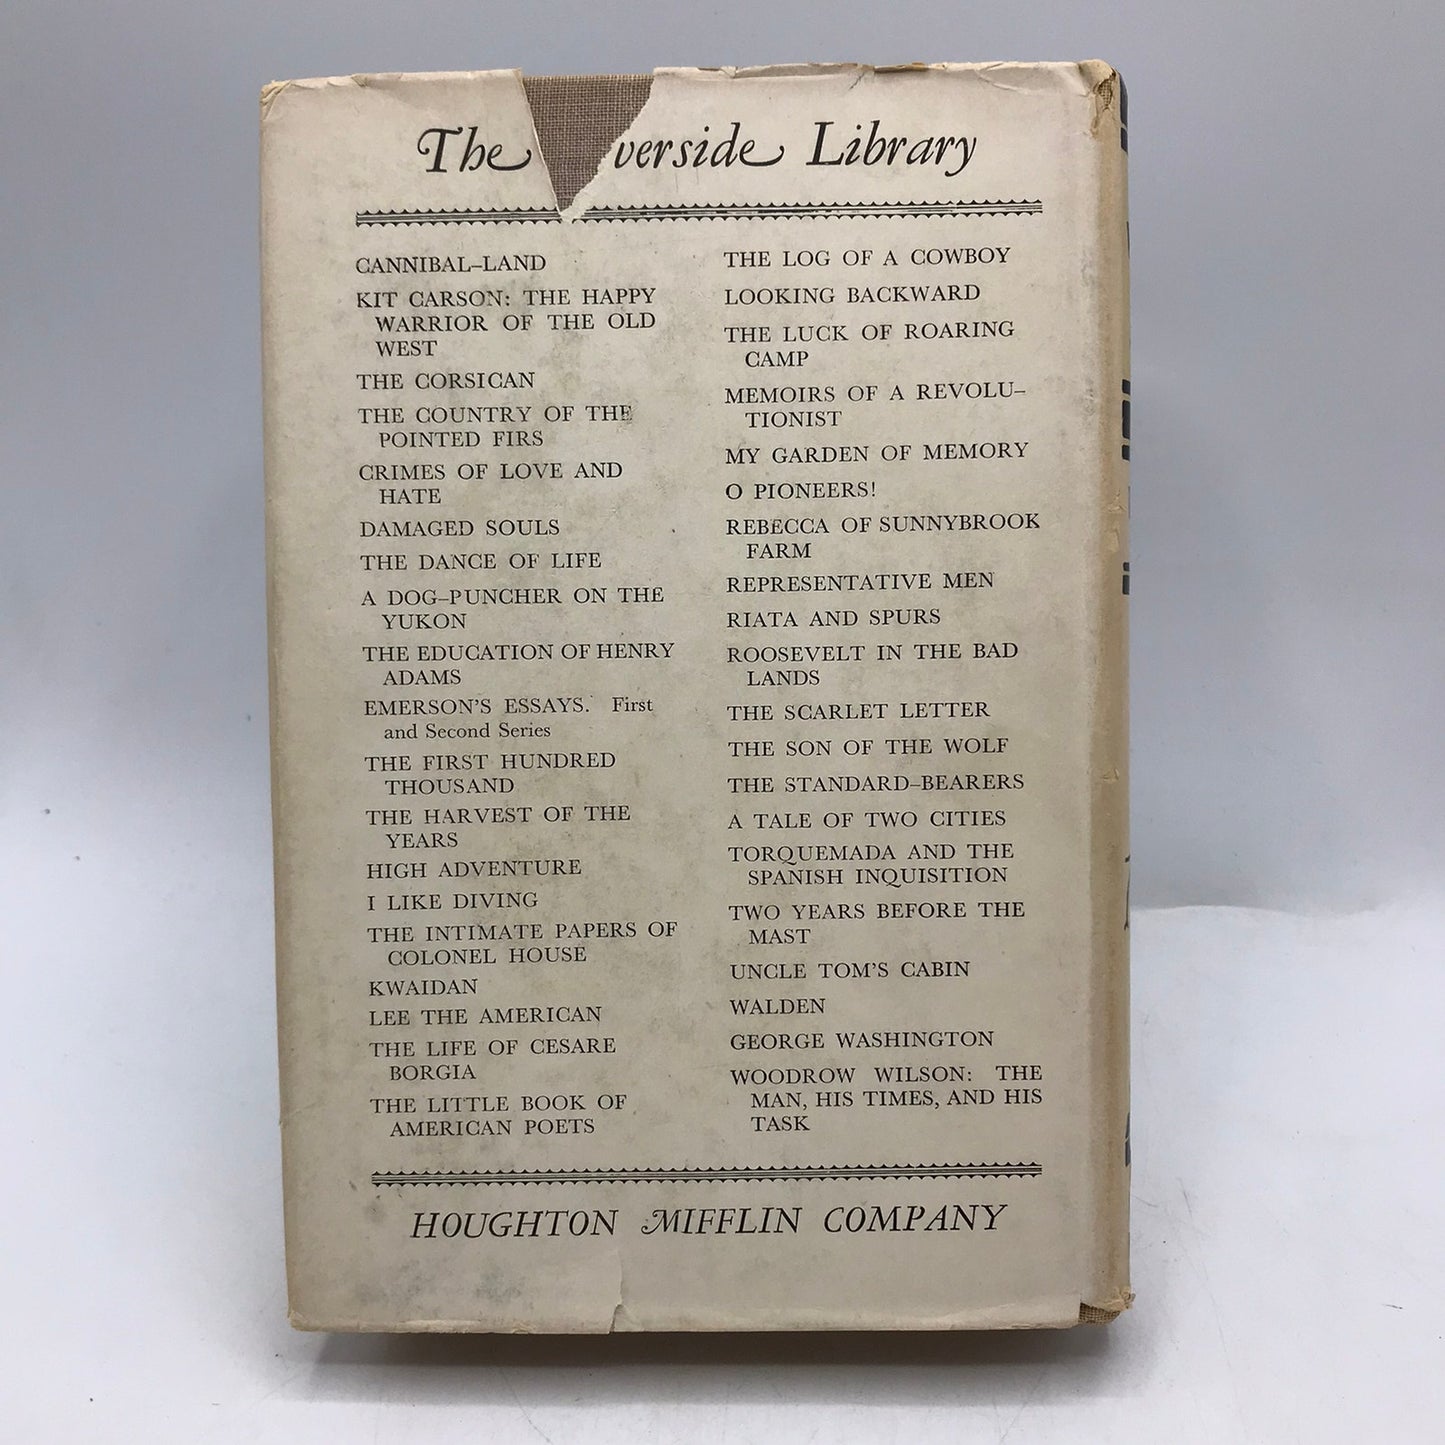 The verside Library
CANNIBAL–LAND
KIT CARSON: THE HAPPY
WARRIOR OF THE OLD
WEST
THE CORSICAN
THE COUNTRY OF THE
POINTED FIRS
CRIMES OF LOVE AND
HATE
DAMAGED SOULS
THE DANCE OF LIFE
A DOG–PUNCHER ON THE
YUKON
THE EDUCATION OF HENRY
ADAMS
EMERSON'S ESSAYS. First
and Second Series
THE FIRST HUNDRED
THOUSAND
THE HARVEST OF THE
YEARS
HIGH ADVENTURE
I LIKE DIVING
THE INTIMATE PAPERS OF
COLONEL HOUSE
KWAIDAN
LEE THE AMERICAN
THE LIFE OF CESARE
BORGIA
THE LITTLE BOOK OF
AMERICAN POETS
THE LOG OF A COWBOY
LOOKING BACKWARD
THE LUCK OF ROARING
CAMP
MEMOIRS OF A REVOLU–
TIONIST
MY GARDEN OF MEMORY
O PIONEERS!
REBECCA OF SUNNYBROOK
FARM
REPRESENTATIVE MEN
RIATA AND SPURS
ROOSEVELT IN THE BAD
LANDS
THE SCARLET LETTER
THE SON OF THE WOLF
THE STANDARD–BEARERS
A TALE OF TWO CITIES
TORQUEMADA AND THE
SPANISH INQUISITION
TWO YEARS BEFORE THE
MAST
UNCLE TOM'S CABIN
WALDEN
GEORGE WASHINGTON
WOODROW WILSON: THE
MAN, HIS TIMES, AND HIS
TASK
HOUGHTON MIFFLIN COMPANY